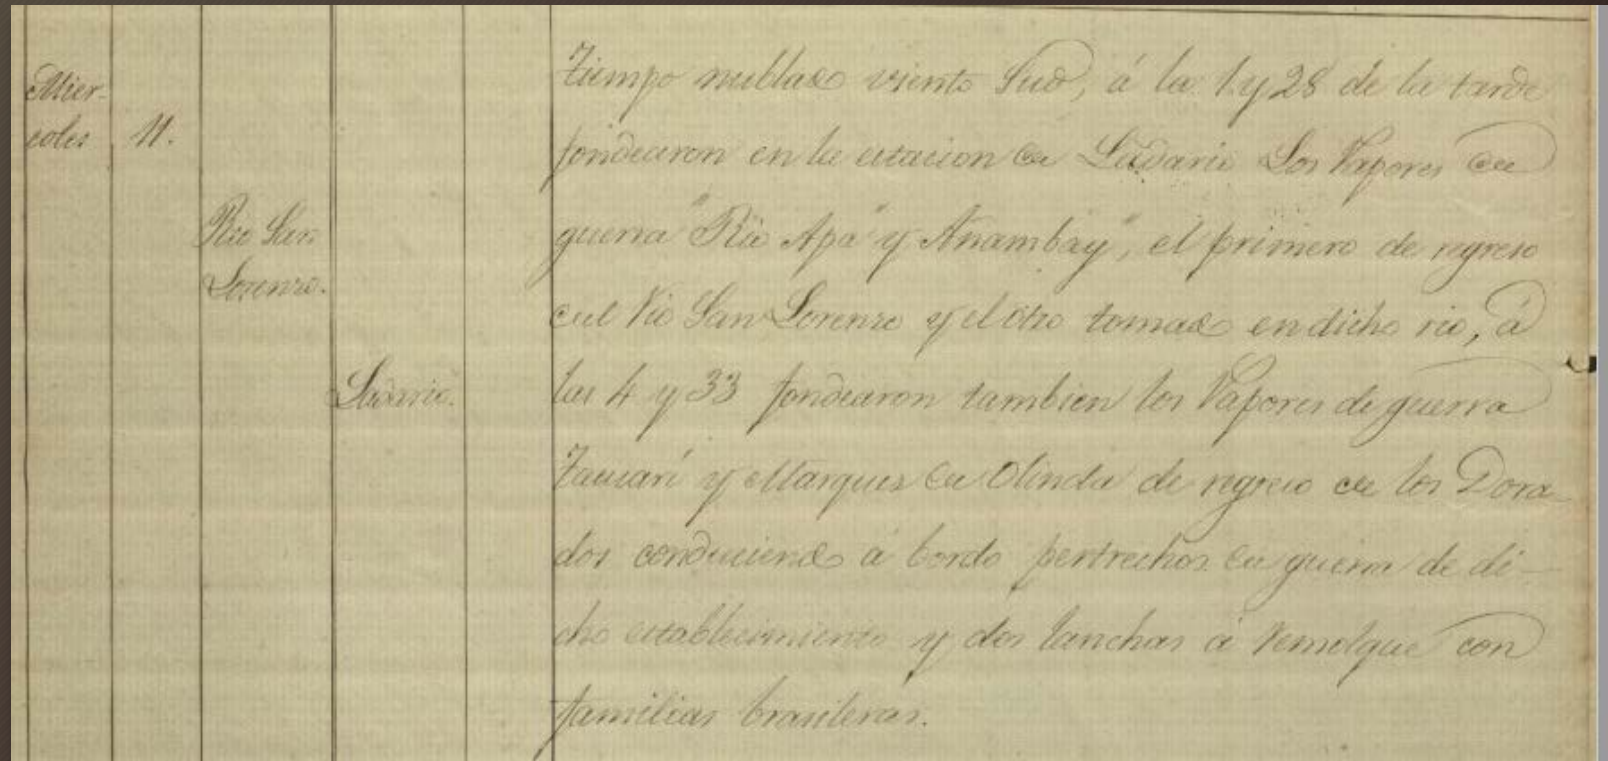 Mier-
coles
11.
Rio San
Lorenzo.
Ladario.
Tiempo nublado viento Sud, á la 1 y 28 de la tarde
fondearon en la estacion de Ladario Los Vapores de
guerra "Rio Apa" y Anambay", el primero de regreso
del Rio San Lorenzo y el otro tomado en dicho rio, á
las 4 y 33 fondearon tambien los Vapores de guerra
Tacuarí y Marques de Olinda de regreso de los Dora-
dos conduciendo á bordo pertrechos de guerra de di-
cho establecimiento y dos lanchas á Remolque con
familias brasileras.